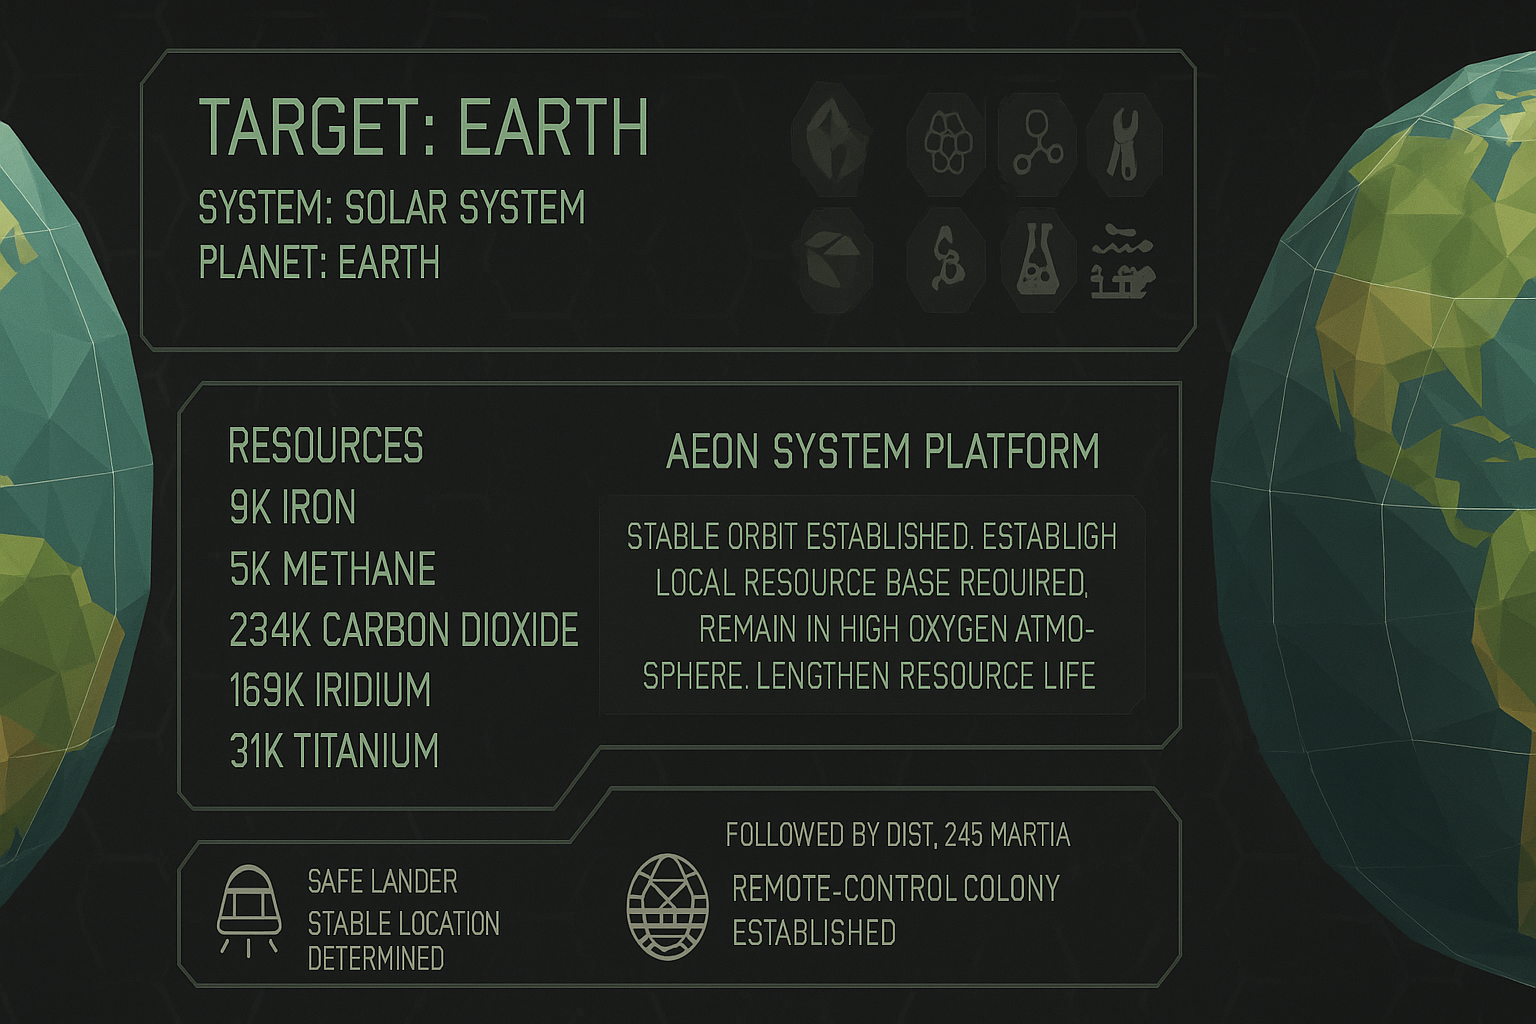 TARGET: EARTH
SYSTEM: SOLAR SYSTEM
PLANET: EARTH
RESOURCES
9K IRON
5K METHANE
234K CARBON DIOXIDE
169K IRIDIUM
31K TITANIUM
AEON SYSTEM PLATFORM
STABLE ORBIT ESTABLISHED. ESTABLIGH
LOCAL RESOURCE BASE REOUIRED,
REMAIN IN HIGH OXYGEN ATMO-
SPHERE. LENGTHEN RESOURCE LIFE
SAFE LANDER
STABLE LOCATION
DETERMINED
FOLLOWED BY DIST, 245 MARTIA
REMOTE-CONTROL COLONY
ESTABLISHED